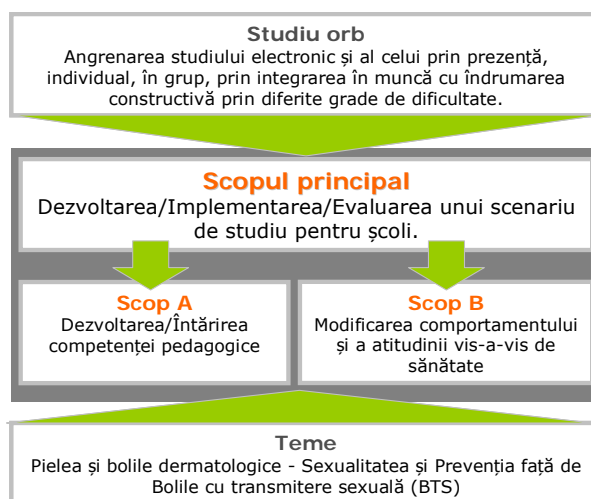 Studiu orb
Angrenarea studiului electronic și al celui prin prezență,
individual, în grup, prin integrarea în muncă cu îndrumarea
constructivă prin diferite grade de dificultate.
Scopul principal
Dezvoltarea/Implementarea/Evaluarea unui scenariu
de studiu pentru școli.
Scop A
Dezvoltarea/Întărirea
competenței pedagogice
Scop B
Modificarea comportamentului
și a atitudinii vis-a-vis de
sănătate
Teme
Pielea și bolile dermatologice - Sexualitatea și Prevenția față de
Bolile cu transmitere sexuală (BTS)